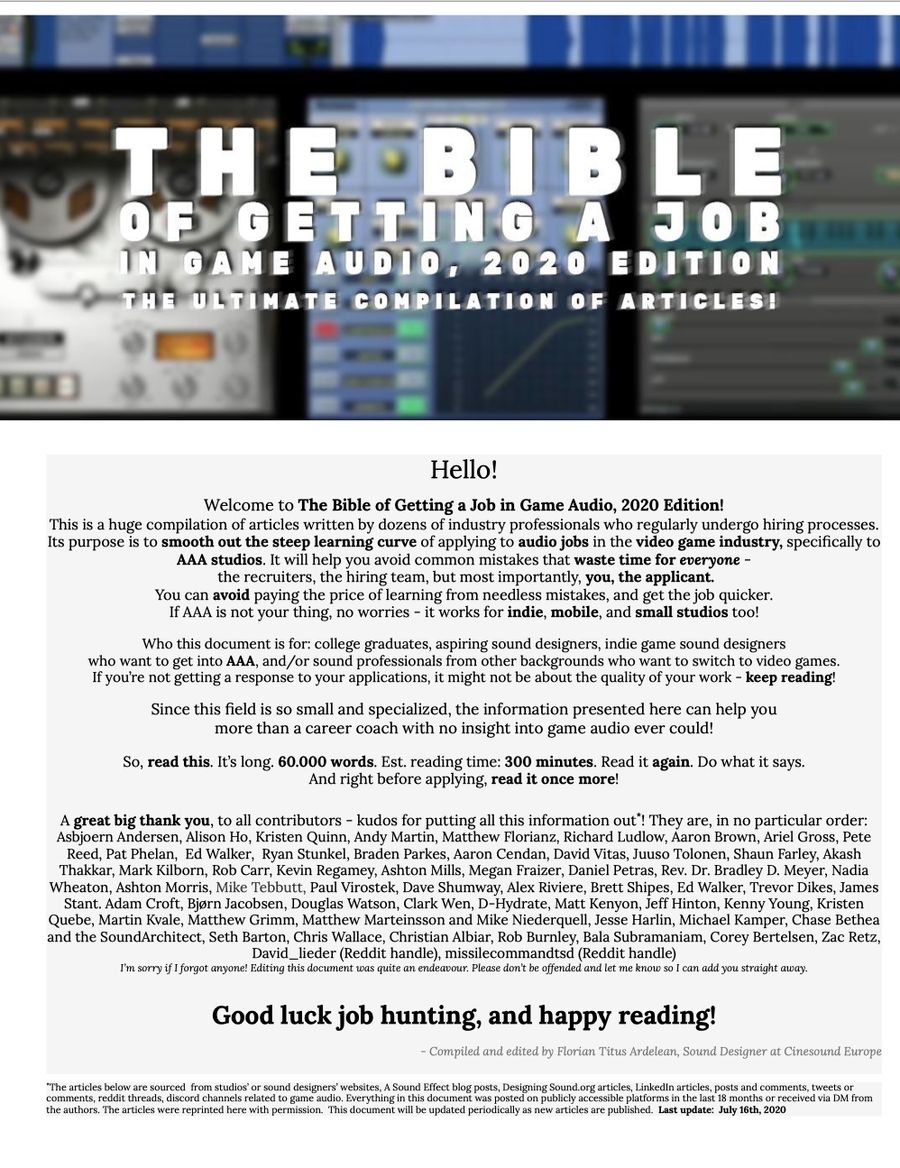 THE BIBLE
OF GETTING A JOB
IN GAME AUDIO, 2020 EDITION
THE ULTIMATE COMPILATION OF ARTICLES!
Hello!
Welcome to The Bible of Getting a Job in Game Audio, 2020 Edition!
This is a huge compilation of articles written by dozens of industry professionals who regularly undergo hiring processes.
Its purpose is to smooth out the steep learning curve of applying to audio jobs in the video game industry, specifically to
AAA studios. It will help you avoid common mistakes that waste time for everyone -
the recruiters, the hiring team, but most importantly, you, the applicant.
You can avoid paying the price of learning from needless mistakes, and get the job quicker.
If AAA is not your thing, no worries - it works for indie, mobile, and small studios too!
Who this document is for: college graduates, aspiring sound designers, indie game sound designers
who want to get into AAA, and/or sound professionals from other backgrounds who want to switch to video games.
If you're not getting a response to your applications, it might not be about the quality of your work - keep reading!
Since this field is so small and specialized, the information presented here can help you
more than a career coach with no insight into game audio ever could!
So, read this. It's long. 60.000 words. Est. reading time: 300 minutes. Read it again. Do what it says.
And right before applying, read it once more!
A great big thank you, to all contributors - kudos for putting all this information out*! They are, in no particular order:
Asbjoern Andersen, Alison Ho, Kristen Quinn, Andy Martin, Matthew Florianz, Richard Ludlow, Aaron Brown, Ariel Gross, Pete
Reed, Pat Phelan, Ed Walker, Ryan Stunkel, Braden Parkes, Aaron Cendan, David Vitas, Juuso Tolonen, Shaun Farley, Akash
Thakkar, Mark Kilborn, Rob Carr, Kevin Regamey, Ashton Mills, Megan Fraizer, Daniel Petras, Rev. Dr. Bradley D. Meyer, Nadia
Wheaton, Ashton Morris, Mike Tebbutt, Paul Virostek, Dave Shumway, Alex Riviere, Brett Shipes, Ed Walker, Trevor Dikes, James
Stant. Adam Croft, Bjørn Jacobsen, Douglas Watson, Clark Wen, D-Hydrate, Matt Kenyon, Jeff Hinton, Kenny Young, Kristen
Quebe, Martin Kvale, Matthew Grimm, Matthew Marteinsson and Mike Niederquell, Jesse Harlin, Michael Kamper, Chase Bethea
and the SoundArchitect, Seth Barton, Chris Wallace, Christian Albiar, Rob Burnley, Bala Subramaniam, Corey Bertelsen, Zac Retz,
David_lieder (Reddit handle), missilecommandtsd (Reddit handle)
I'm sorry if I forgot anyone! Editing this document was quite an endeavour. Please don't be offended and let me know so I can add you straight away.
Good luck job hunting, and happy reading!
- Compiled and edited by Florian Titus Ardelean, Sound Designer at Cinesound Europe
*The articles below are sourced from studios' or sound designers' websites, A Sound Effect blog posts, Designing Sound.org articles, LinkedIn articles, posts and comments, tweets or
comments, reddit threads, discord channels related to game audio. Everything in this document was posted on publicly accessible platforms in the last 18 months or received via DM from
the authors. The articles were reprinted here with permission. This document will be updated periodically as new articles are published. Last update: July 16th, 2020